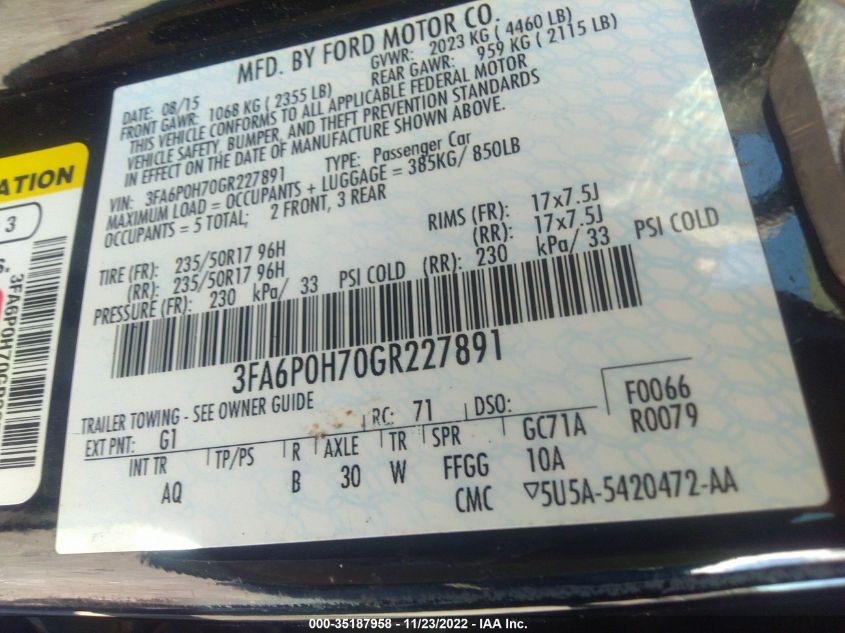 MFD. BY FORD MOTOR CO.
DATE: 08/15 GVWR: 2023 KG ( 4460 LB)
FRONT GAWR: 1068 KG ( 2355 LB) REAR GAWR: 959 KG ( 2115 LB)
THIS VEHICLE CONFORMS TO ALL APPLICABLE FEDERAL MOTOR
VEHICLE SAFETY, BUMPER, AND THEFT PREVENTION STANDARDS
IN EFFECT ON THE DATE OF MANUFACTURE SHOWN ABOVE.
VIN: 3FA6P0H70GR227891 TYPE: Passenger Car
MAXIMUM LOAD = OCCUPANTS + LUGGAGE = 385KG/ 850LB
OCCUPANTS = 5 TOTAL; 2 FRONT, 3 REAR
TIRE (FR): 235/50R17 96H RIMS (FR): 17x7.5J
(RR): 235/50R17 96H (RR): 17x7.5J
PRESSURE (FR): 230 kPa/ 33 PSI COLD (RR): 230 kPa/ 33 PSI COLD
3FA6P0H70GR227891
TRAILER TOWING - SEE OWNER GUIDE
EXT PNT: G1 RC: 71 DSO: F0066
R0079
INT TR TP/PS R AXLE TR SPR GC71A
AQ B 30 W FFGG 10A
CMC ▽5U5A-5420472-AA
ATION
3
000-35187958 - 11/23/2022 - IAA Inc.